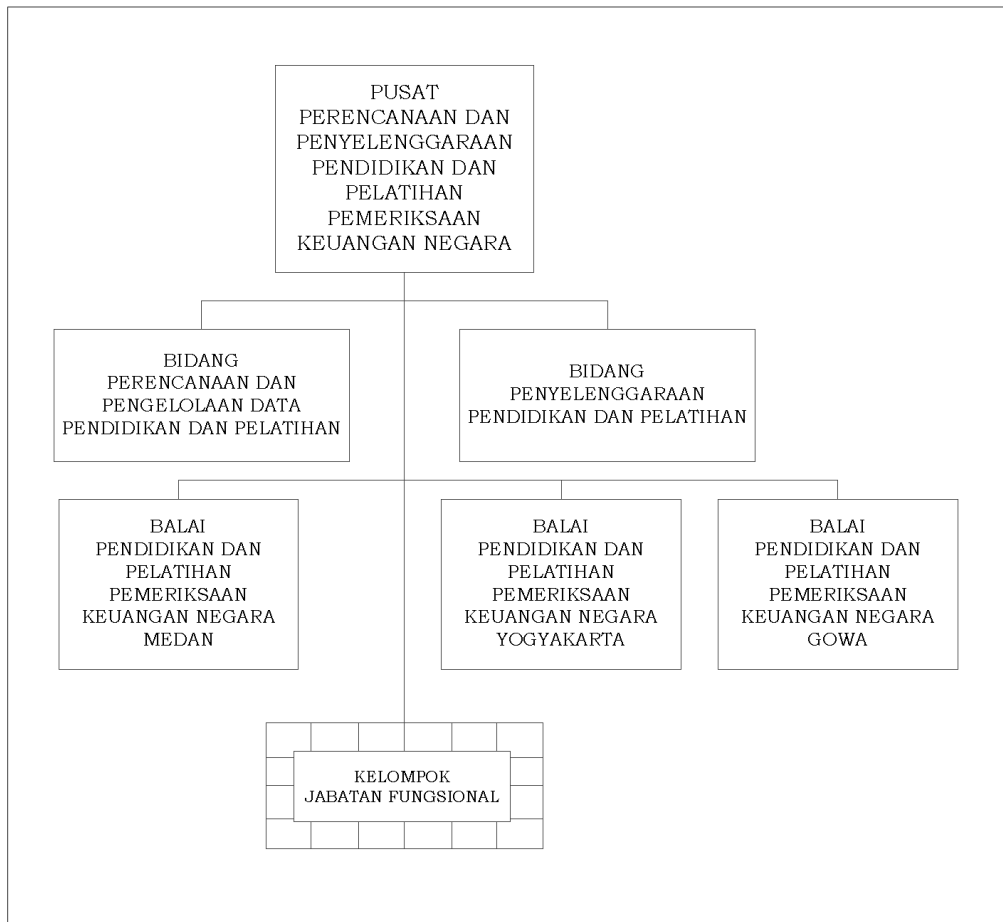 PUSAT
PERENCANAAN DAN
PENYELENGGARAAN
PENDIDIKAN DAN
PELATIHAN
PEMERIKSAAN
KEUANGAN NEGARA
BIDANG
PERENCANAAN DAN
PENGELOLAAN DATA
PENDIDIKAN DAN PELATIHAN
BIDANG
PENYELENGGARAAN
PENDIDIKAN DAN PELATIHAN
BALAI
PENDIDIKAN DAN
PELATIHAN
PEMERIKSAAN
KEUANGAN NEGARA
MEDAN
BALAI
PENDIDIKAN DAN
PELATIHAN
PEMERIKSAAN
KEUANGAN NEGARA
YOGYAKARTA
BALAI
PENDIDIKAN DAN
PELATIHAN
PEMERIKSAAN
KEUANGAN NEGARA
GOWA
KELOMPOK
JABATAN FUNGSIONAL